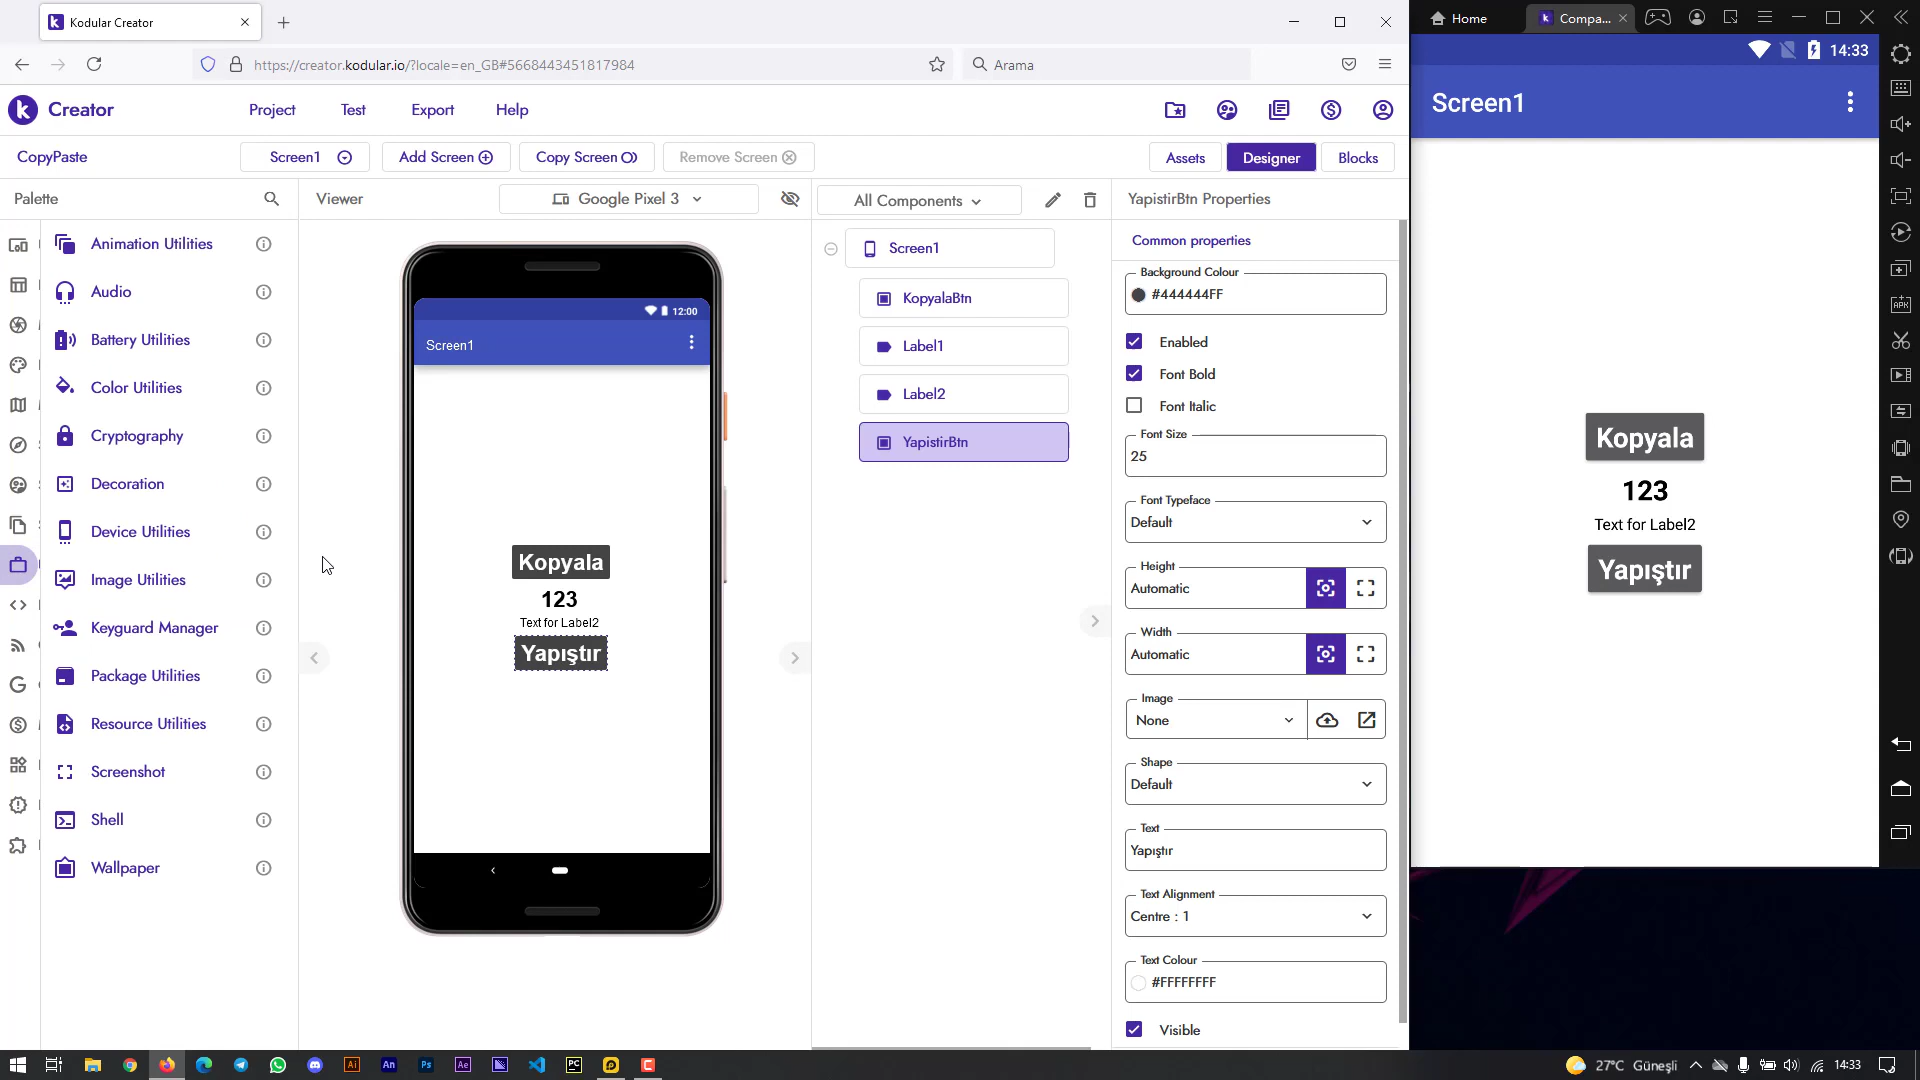 Kodular Creator
https://creator.kodular.io/?locale=en_GB#5668443451817984
Arama
Creator
Project
Test
Export
Help
CopyPaste
Screen1
Add Screen
Copy Screen
Remove Screen
Assets
Designer
Blocks
Palette
Viewer
Google Pixel 3
All Components
YapistirBtn Properties
Animation Utilities
Audio
Battery Utilities
Color Utilities
Cryptography
Decoration
Device Utilities
Image Utilities
Keyguard Manager
Package Utilities
Resource Utilities
Screenshot
Shell
Wallpaper
12:00
Screen1
Kopyala
123
Text for Label2
Yapıştır
Screen1
KopyalaBtn
Label1
Label2
YapistirBtn
Common properties
Background Colour
#444444FF
Enabled
Font Bold
Font Italic
Font Size
25
Font Typeface
Default
Height
Automatic
Width
Automatic
Image
None
Shape
Default
Text
Yapıştır
Text Alignment
Centre : 1
Text Colour
#FFFFFFFF
Visible
Home
Compa...
14:33
Screen1
Kopyala
123
Text for Label2
Yapıştır
APK
Ai
An
Ps
Ae
PC
27°C Güneşli
14:33